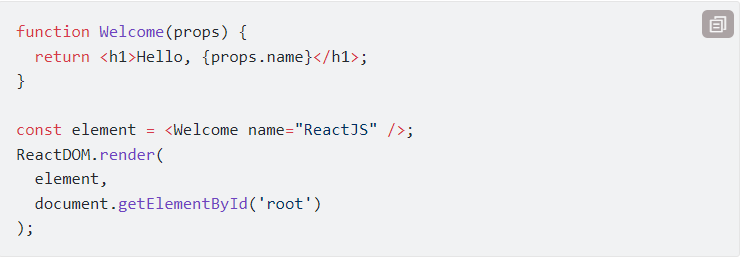 function Welcome(props) {
  return <h1>Hello, {props.name}</h1>;
}

const element = <Welcome name="ReactJS" />;
ReactDOM.render(
  element,
  document.getElementById('root')
);